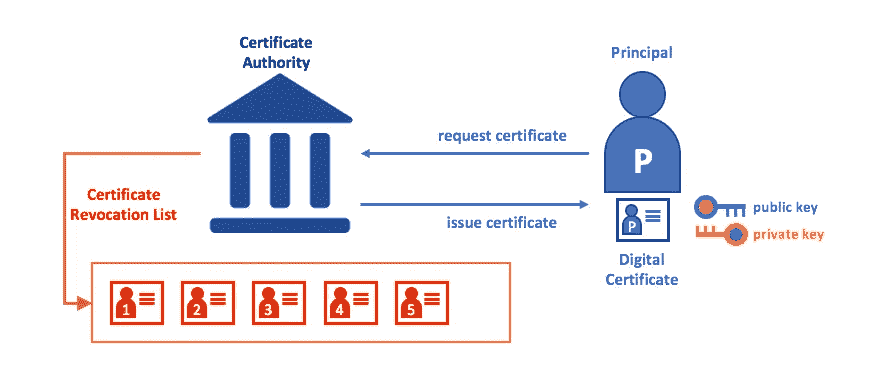 Certificate
Authority
Principal
request certificate
P
Certificate
Revocation List
issue certificate
P
public key
private key
Digital
Certificate
1
2
3
4
5